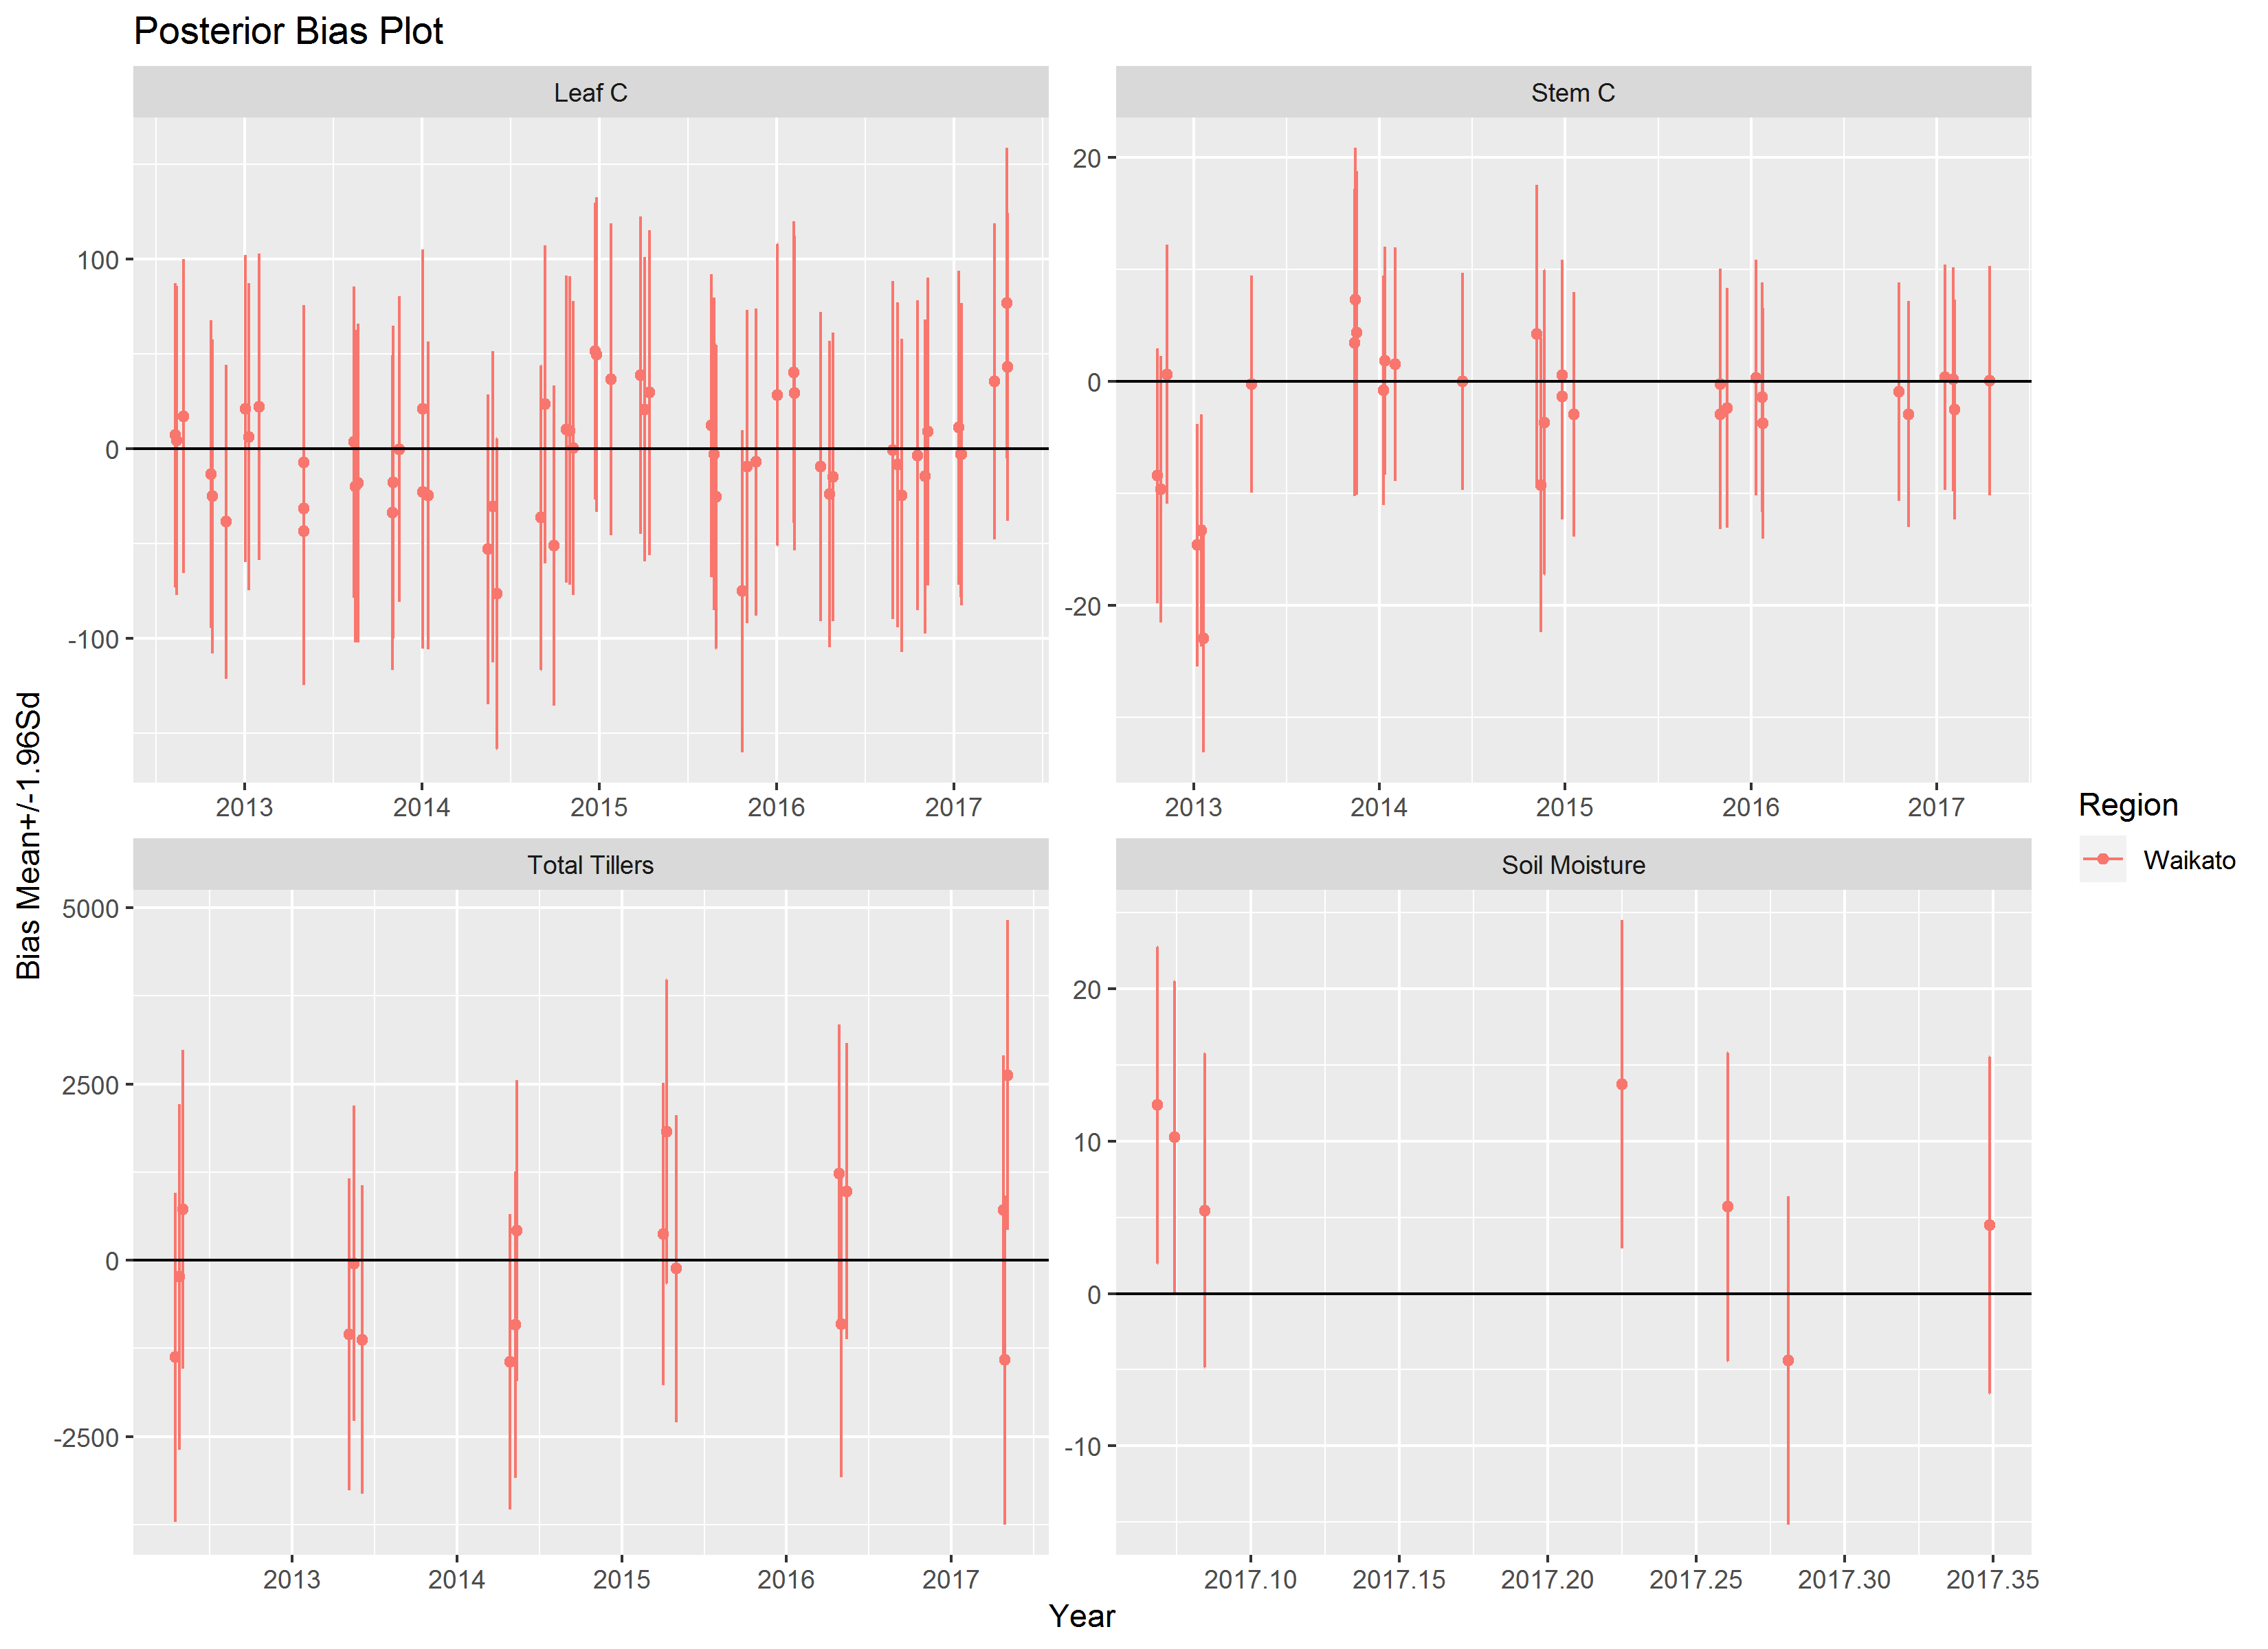 Posterior Bias Plot
Leaf C
Stem C
100
0
-100
20
0
-20
2013 2014 2015 2016 2017
2013 2014 2015 2016 2017
Total Tillers
Soil Moisture
5000
2500
0
-2500
20
10
0
-10
2013 2014 2015 2016 2017
2017.10 2017.15 2017.20 2017.25 2017.30 2017.35
Bias Mean+/-1.96Sd
Year
Region
Waikato